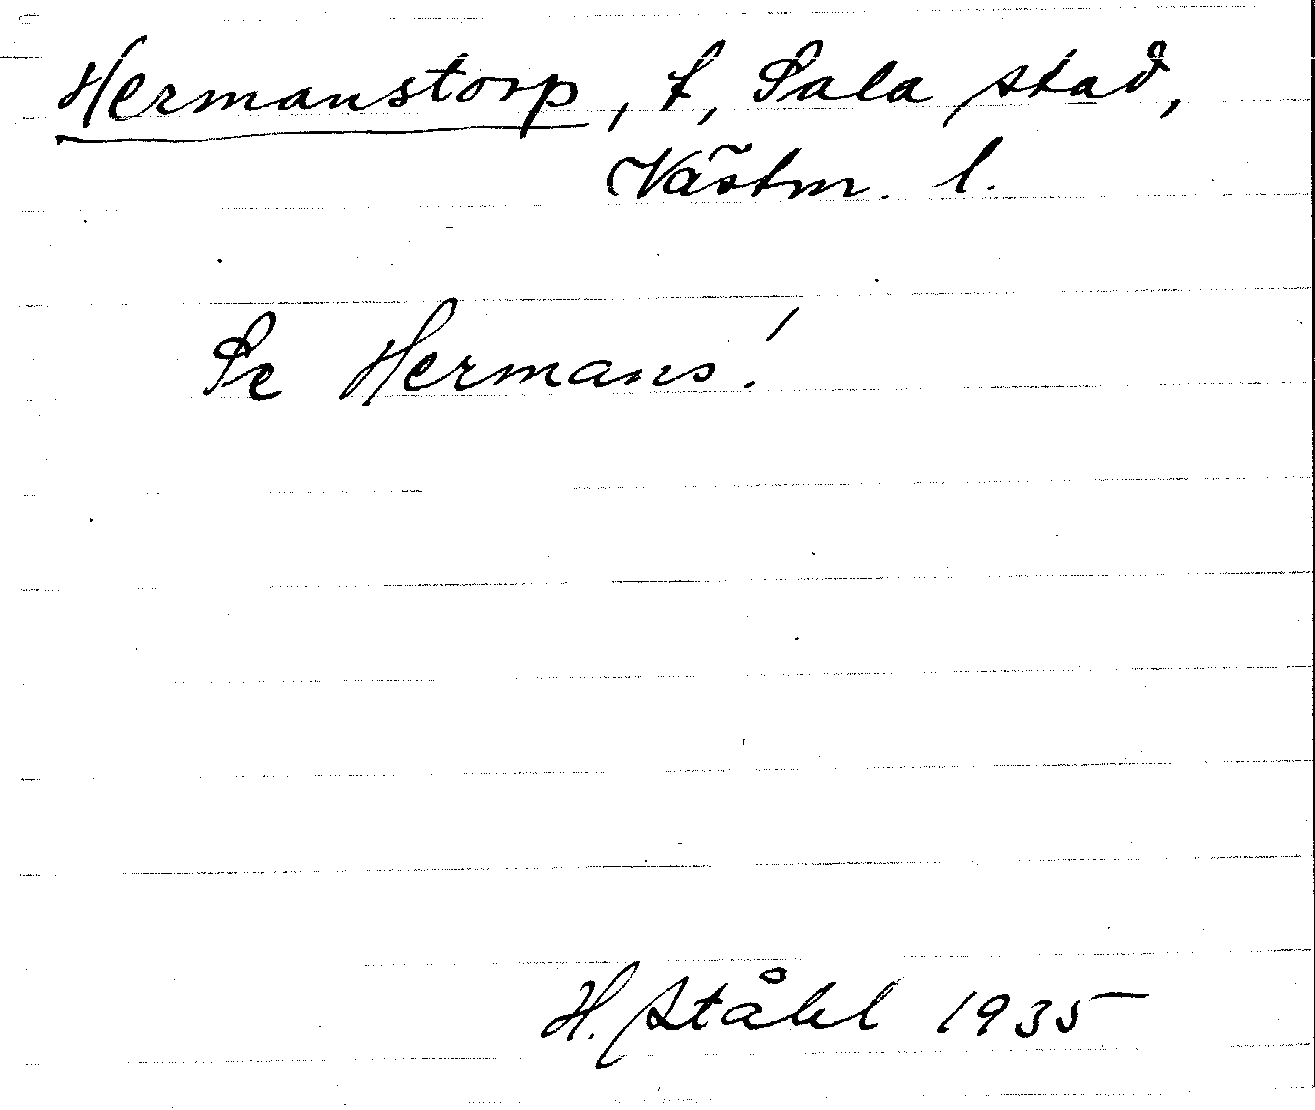 Hermanstorp, t, Sala stad,
Västm. l.
Se Hermans!
H. Ståhl 1935